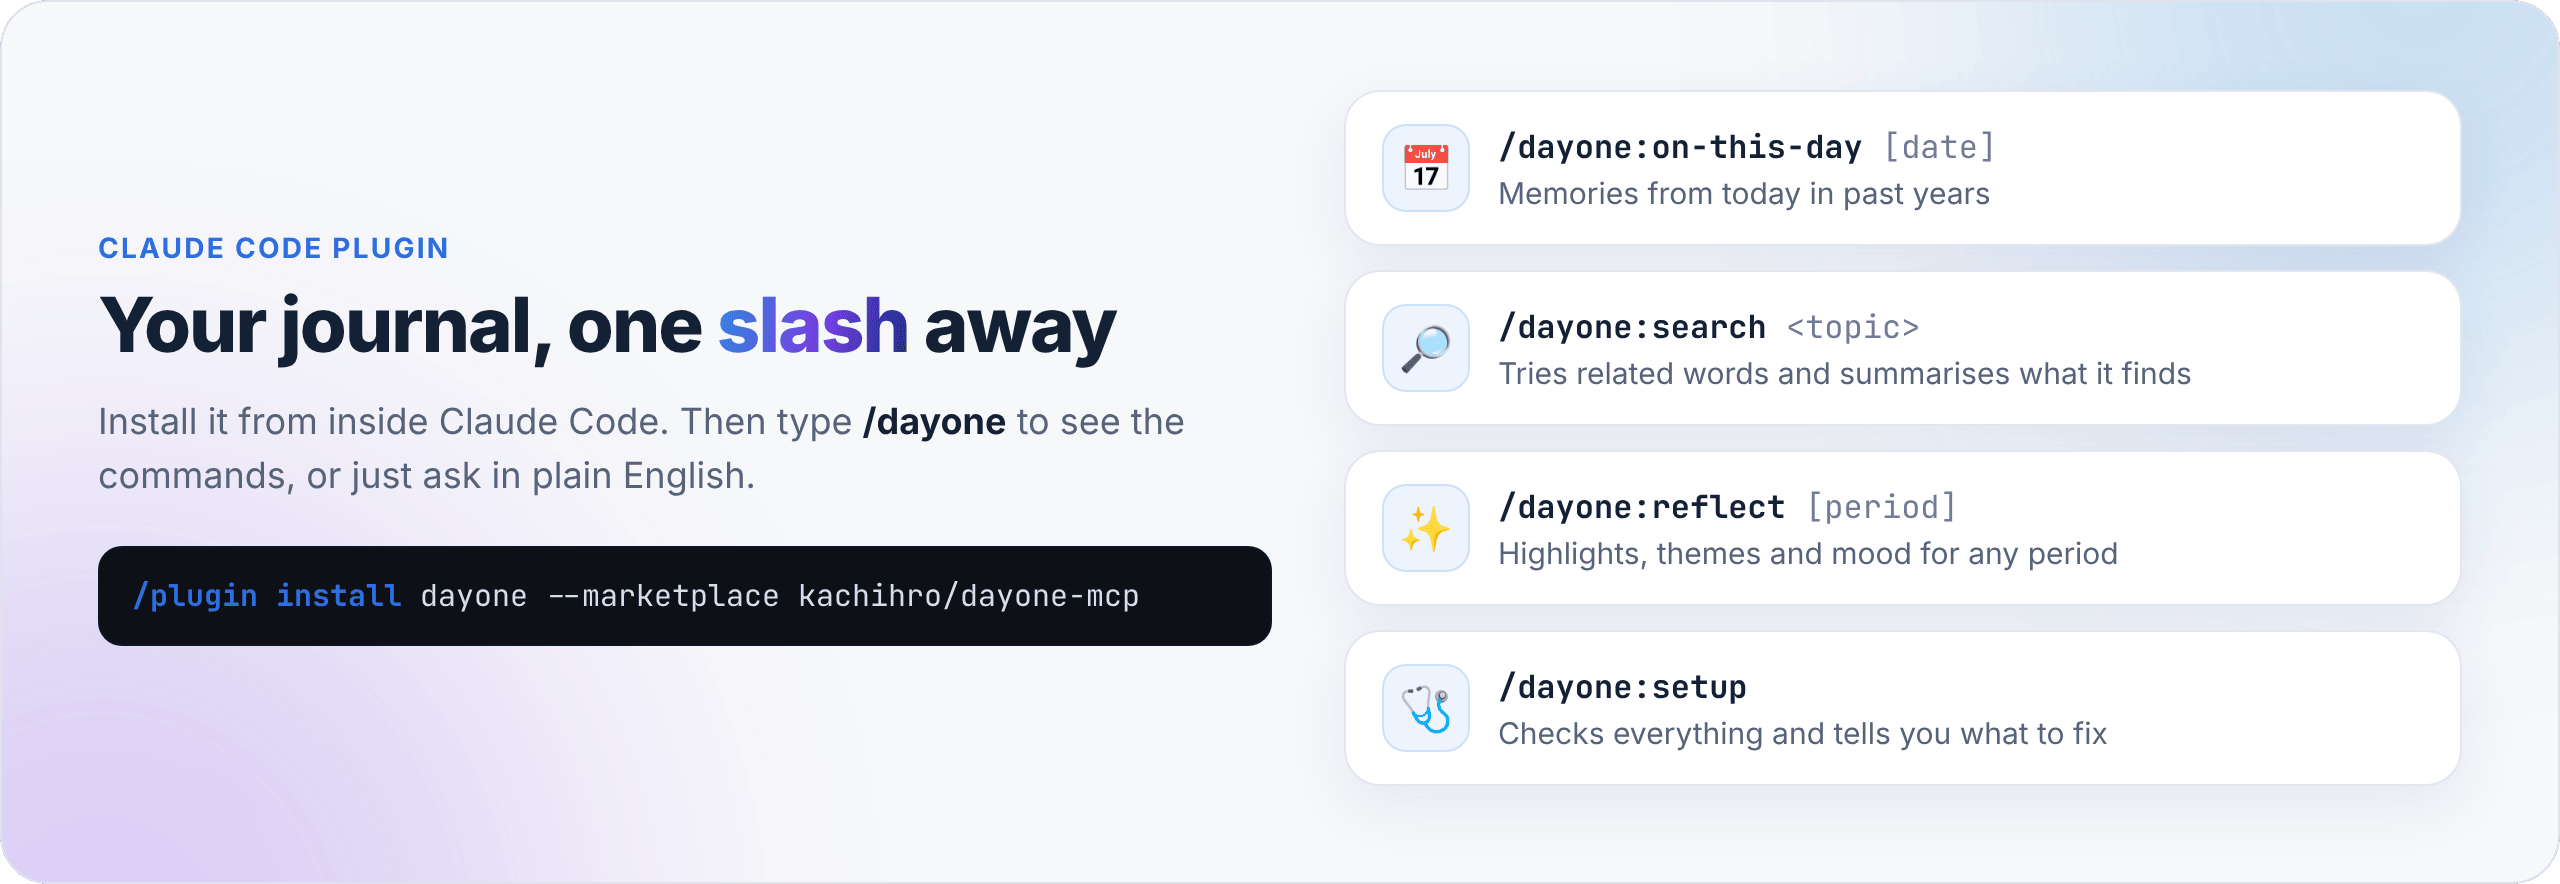 CLAUDE CODE PLUGIN
Your journal, one slash away
Install it from inside Claude Code. Then type /dayone to see the
commands, or just ask in plain English.
/plugin install dayone --marketplace kachihro/dayone-mcp
July
17
/dayone:on-this-day [date]
Memories from today in past years
/dayone:search <topic>
Tries related words and summarises what it finds
/dayone:reflect [period]
Highlights, themes and mood for any period
/dayone:setup
Checks everything and tells you what to fix